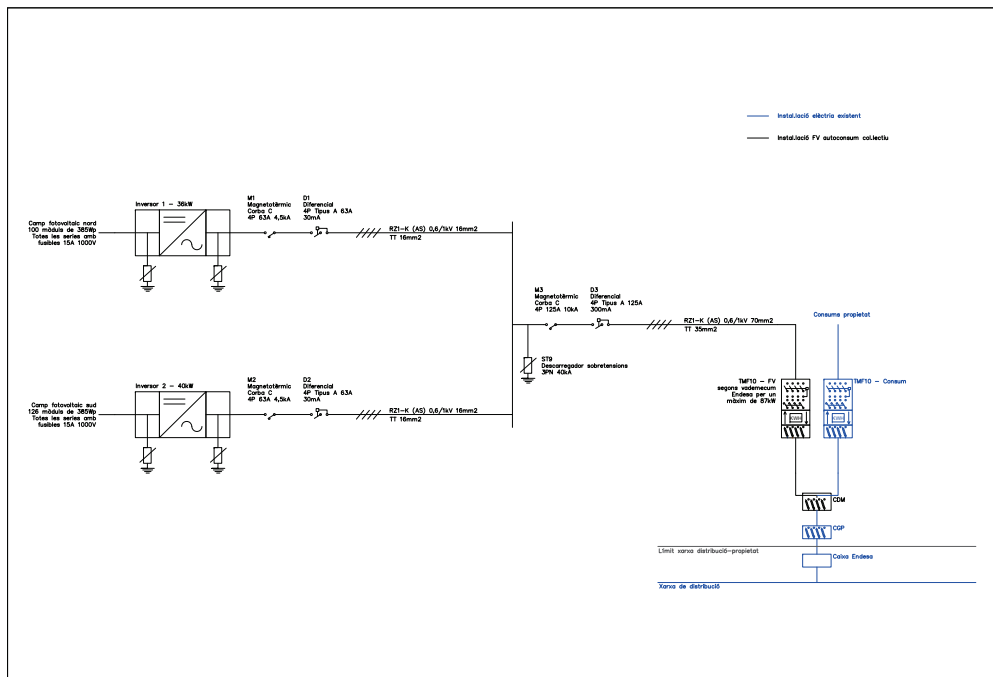 Instal.lació elèctria existent
Instal.lació FV autoconsum col.lectiu
Inversor 1 - 36kW
M1
Magnetotèrmic
Corba C
4P 63A 4,5kA
D1
Diferencial
4P Tipus A 63A
30mA
Camp fotovoltaic nord
100 mòduls de 385Wp
Totes les series amb
fusibles 15A 1000V
RZ1-K (AS) 0,6/1kV 16mm2
TT 16mm2
M3
Magnetotèrmic
Corba C
4P 125A 10kA
D3
Diferencial
4P Tipus A 125A
300mA
RZ1-K (AS) 0,6/1kV 70mm2
TT 35mm2
Consums propietat
ST9
Descarregador sobretensions
3PN 40kA
TMF10 - FV
segons vademecum
Endesa per un
màxim de 87kW
TMF10 - Consum
KWH
KWH
Inversor 2 - 40kW
M2
Magnetotèrmic
Corba C
4P 63A 4,5kA
D2
Diferencial
4P Tipus A 63A
30mA
Camp fotovoltaic sud
126 mòduls de 385Wp
Totes les series amb
fusibles 15A 1000V
RZ1-K (AS) 0,6/1kV 16mm2
TT 16mm2
CDM
CGP
Límit xarxa distribució-propietat
Caixa Endesa
Xarxa de distribució